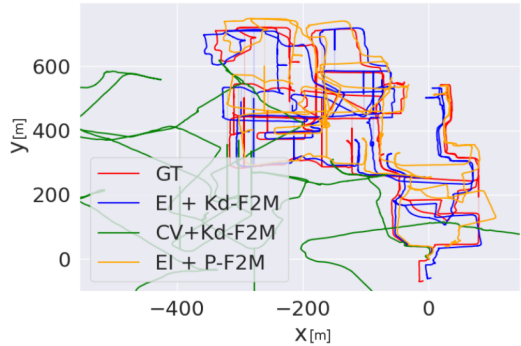 600
400
200
0
y[m]
GT
EI + Kd-F2M
CV+Kd-F2M
EI + P-F2M
−400
−200
0
x[m]